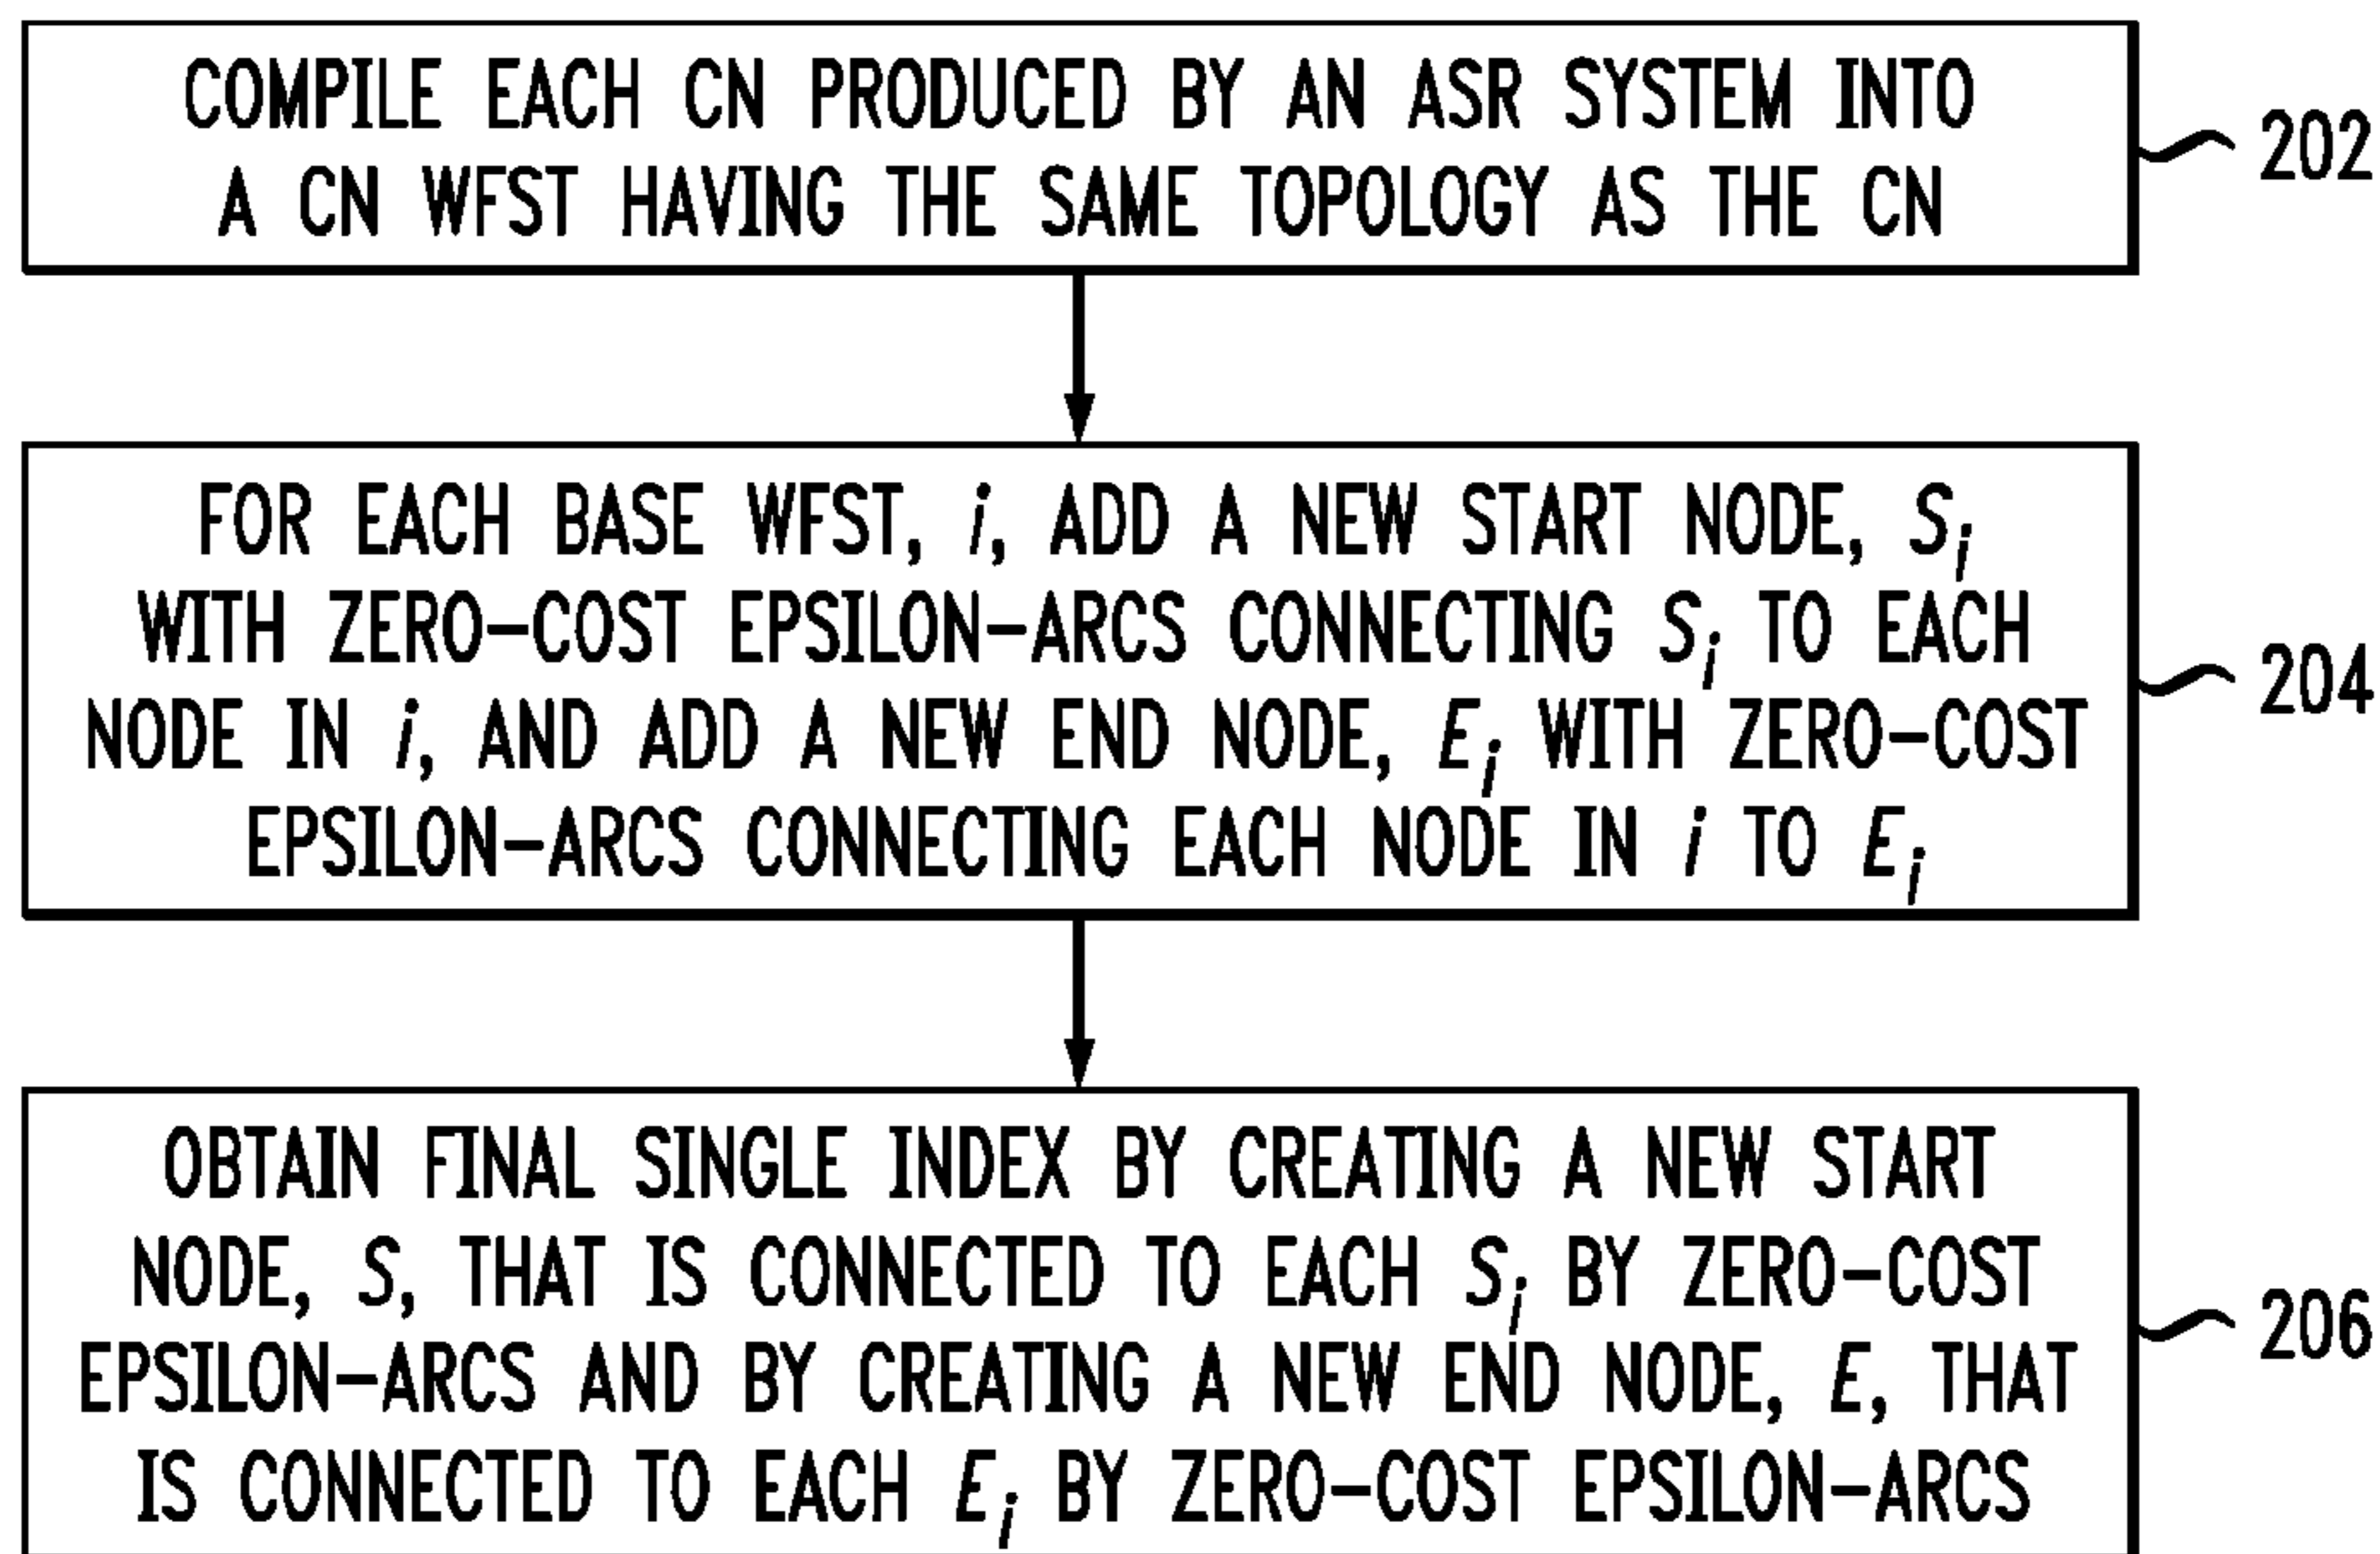 COMPILE EACH CN PRODUCED BY AN ASR SYSTEM INTO
A CN WFST HAVING THE SAME TOPOLOGY AS THE CN
202
FOR EACH BASE WFST, i, ADD A NEW START NODE, Si
WITH ZERO-COST EPSILON-ARCS CONNECTING Si TO EACH
NODE IN i, AND ADD A NEW END NODE, Ei WITH ZERO-COST
EPSILON-ARCS CONNECTING EACH NODE IN i TO Ei
204
OBTAIN FINAL SINGLE INDEX BY CREATING A NEW START
NODE, S, THAT IS CONNECTED TO EACH Si BY ZERO-COST
EPSILON-ARCS AND BY CREATING A NEW END NODE, E, THAT
IS CONNECTED TO EACH Ei BY ZERO-COST EPSILON-ARCS
206